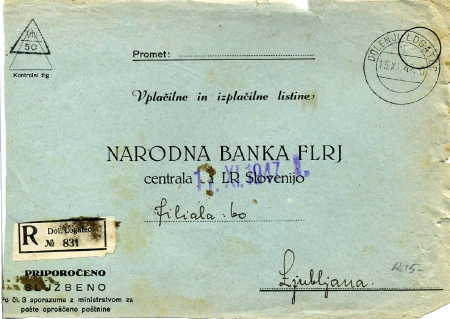 50
Kontrolni žig
Promet:
DOLENJI LOGATEC
Vplačilne in izplačilne listine
NARODNA BANKA FLRJ
centrala za LR Slovenijo
XI. 1947
Filiala: 60
R
Dol. Logatec
№ 831
PRIPOROČENO
SLUŽBENO
Po čl. 3 sporazuma z ministrstvom za
pošte oproščeno poštnine
Ljubljana.